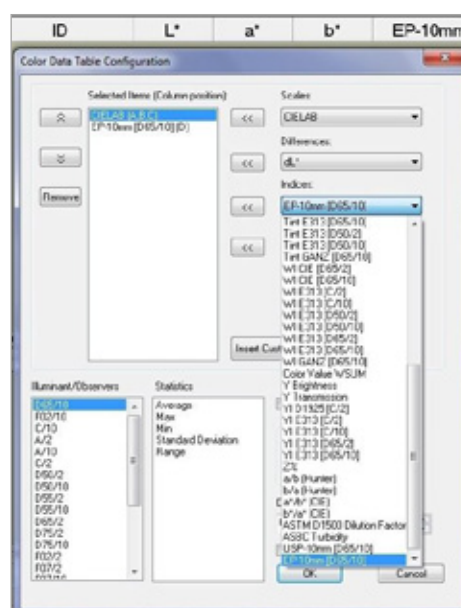 ID L* a* b* EP-10mm
Color Data Table Configuration
Selected Items (Column position):
CIELAB [A,B,C]
EP-10mm [D65/10] [D]
Remove
<<
<<
<<
<<
Scales:
CIELAB
Differences:
dL*
Indices:
EP-10mm [D65/10]
Tint E313 [D65/10]
Tint E313 [D50/2]
Tint E313 [D50/10]
Tint GANZ [D65/10]
WI CIE [D65/2]
WI CIE [D65/10]
WI E313 [C/2]
WI E313 [C/10]
WI E313 [D50/2]
WI E313 [D50/10]
WI E313 [D65/2]
WI E313 [D65/10]
WI GANZ [D65/10]
Color Value WSUM
Y Brightness
Y Transmission
YI D1925 [C/2]
YI E313 [C/2]
YI E313 [C/10]
YI E313 [D65/2]
YI E313 [D65/10]
Z%
a/b (Hunter)
b/a (Hunter)
a*/b* (CIE)
b*/a* (CIE)
ASTM D1500 Dilution Factor
ASBC Turbidity
USP-10mm [D65/10]
EP-10mm [D65/10]
Insert Cust
Illuminant/Observers
D65/10
F02/10
C/10
A/2
A/10
C/2
D50/2
D50/10
D55/2
D55/10
D65/2
D75/2
D75/10
F02/2
F07/2
Statistics
Average
Max
Min
Standard Deviation
Range
OK
Cancel